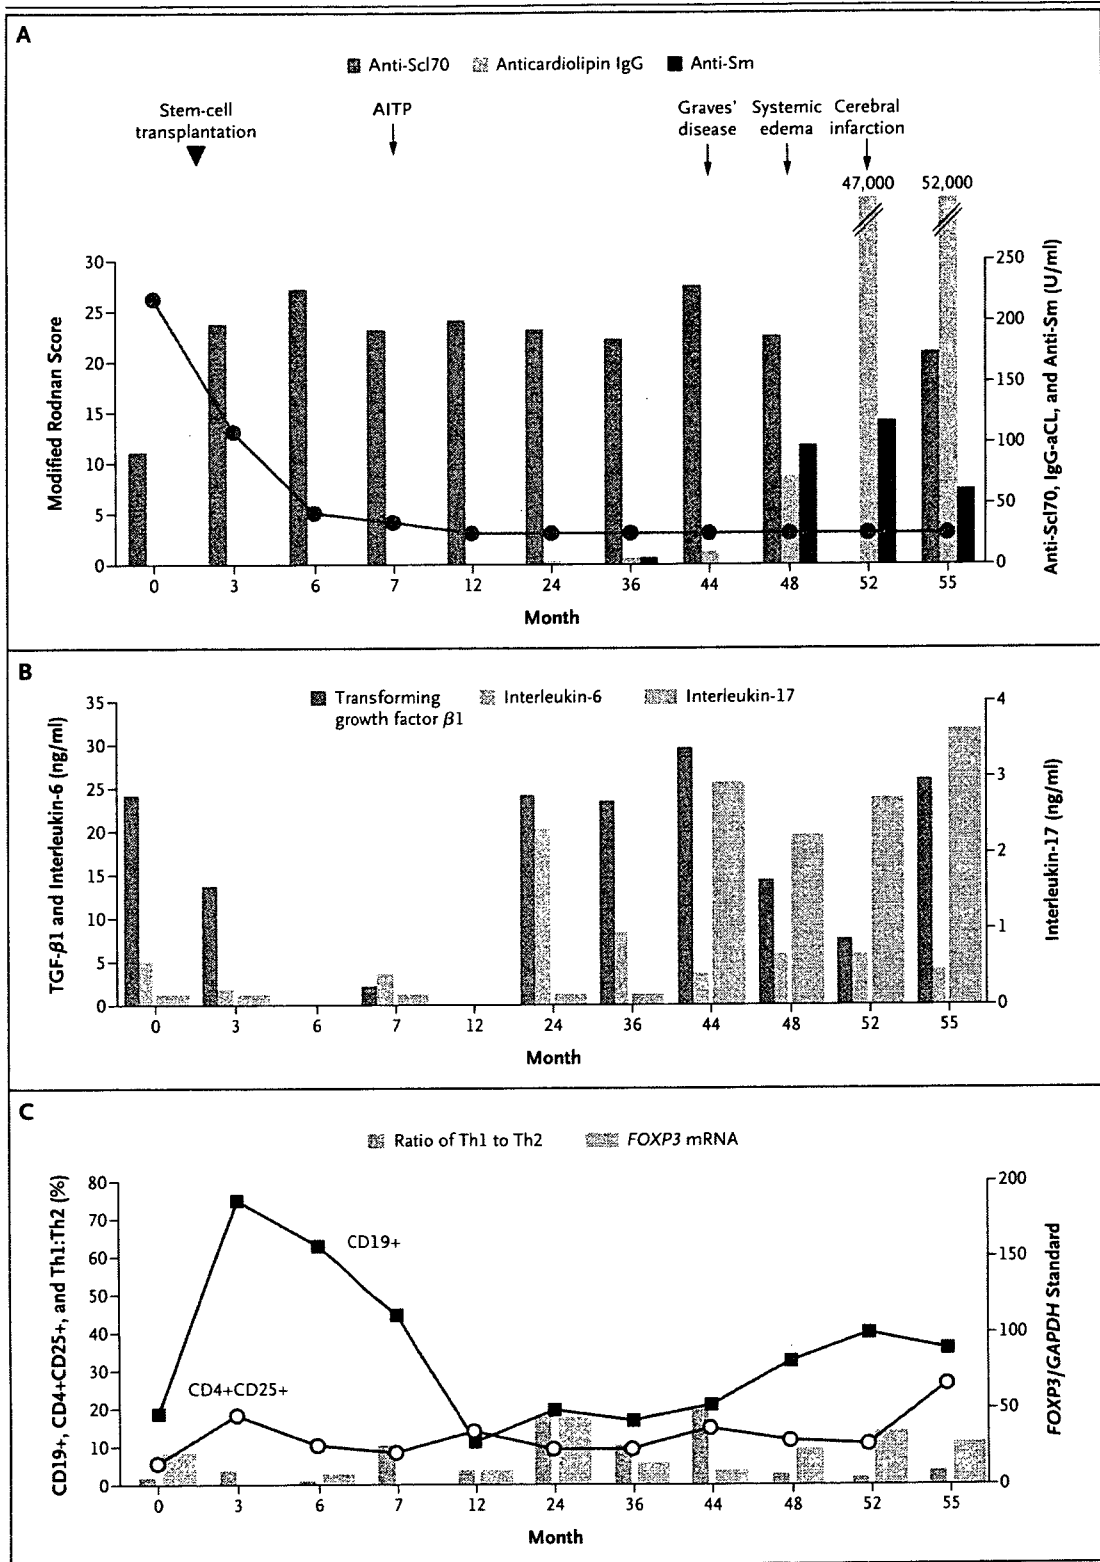 A
Anti-Scl70 Anticardiolipin IgG Anti-Sm
Stem-cell transplantation
AITP
Graves' disease
Systemic edema
Cerebral infarction
47,000 52,000
Modified Rodnan Score
30
25
20
15
10
5
0
250
200
150
100
50
0
Anti-Scl70, IgG-aCL, and Anti-Sm (U/ml)
0 3 6 7 12 24 36 44 48 52 55
Month
B
Transforming growth factor β1 Interleukin-6 Interleukin-17
TGF-β1 and Interleukin-6 (ng/ml)
35
30
25
20
15
10
5
0
4
3
2
1
0
Interleukin-17 (ng/ml)
0 3 6 7 12 24 36 44 48 52 55
Month
C
Ratio of Th1 to Th2 FOXP3 mRNA
CD19+, CD4+CD25+, and Th1:Th2 (%)
80
70
60
50
40
30
20
10
0
CD19+
CD4+CD25+
200
150
100
50
0
FOXP3/GAPDH Standard
0 3 6 7 12 24 36 44 48 52 55
Month